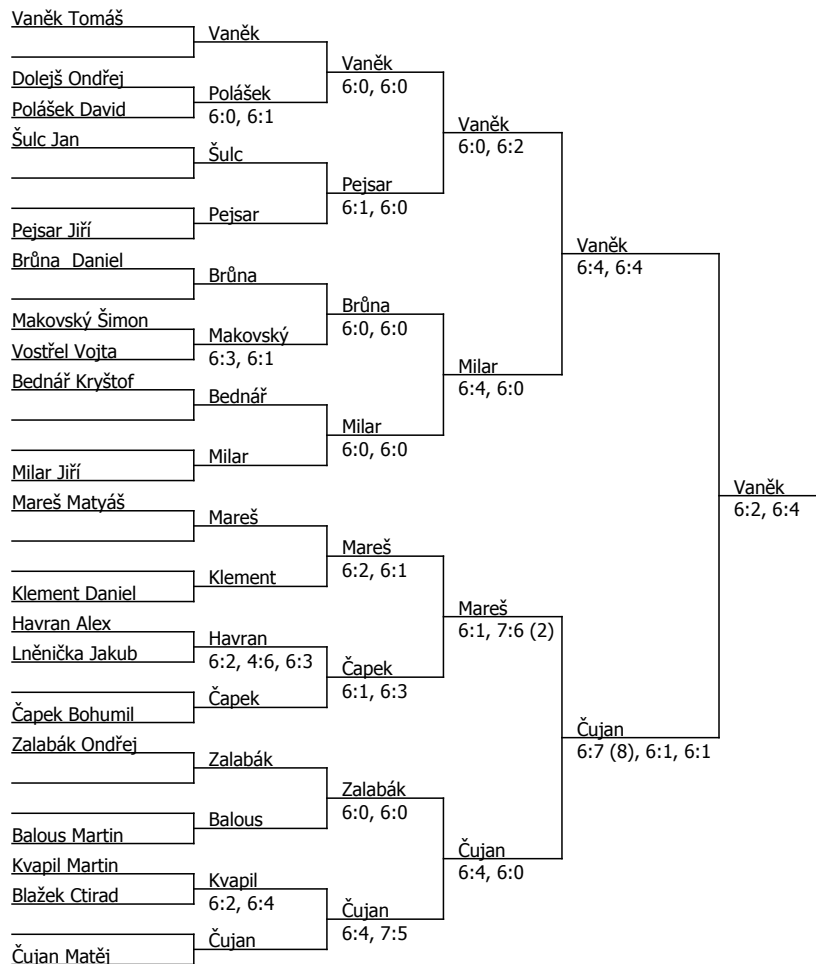 Vaněk Tomáš
Vaněk
Vaněk
6:0, 6:0
Dolejš Ondřej
Polášek David
Polášek
6:0, 6:1
Vaněk
6:0, 6:2
Šulc Jan
Šulc
Pejsar
6:1, 6:0
Pejsar
Pejsar Jiří
Vaněk
6:4, 6:4
Brůna  Daniel
Brůna
Brůna
6:0, 6:0
Makovský Šimon
Makovský
6:3, 6:1
Vostřel Vojta
Milar
6:4, 6:0
Bednář Kryštof
Bednář
Milar
6:0, 6:0
Milar
Milar Jiří
Vaněk
6:2, 6:4
Mareš Matyáš
Mareš
Mareš
6:2, 6:1
Klement
Klement Daniel
Mareš
6:1, 7:6 (2)
Havran Alex
Havran
6:2, 4:6, 6:3
Lněnička Jakub
Čapek
6:1, 6:3
Čapek
Čapek Bohumil
Čujan
6:7 (8), 6:1, 6:1
Zalabák Ondřej
Zalabák
Zalabák
6:0, 6:0
Balous
Balous Martin
Čujan
6:4, 6:0
Kvapil Martin
Kvapil
6:2, 6:4
Blažek Ctirad
Čujan
6:4, 7:5
Čujan
Čujan Matěj